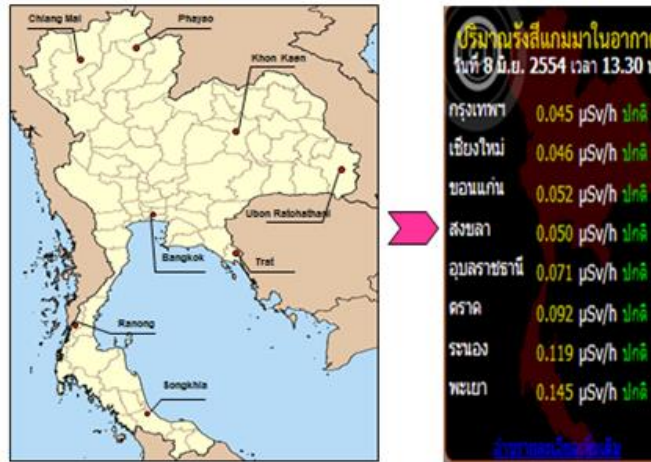 Chiang Mai
Phayao
Khon Kaen
Ubon Ratchathani
Bangkok
Trat
Ranong
Songkhla
ปริมาณรังสีแกมมาในอากาศ
วันที่ 8 มิ.ย. 2554 เวลา 13.30 น
กรุงเทพฯ 0.045 µSv/h ปกติ
เชียงใหม่ 0.046 µSv/h ปกติ
ขอนแก่น 0.052 µSv/h ปกติ
สงขลา 0.050 µSv/h ปกติ
อุบลราชธานี 0.071 µSv/h ปกติ
ตราด 0.092 µSv/h ปกติ
ระนอง 0.119 µSv/h ปกติ
พะเยา 0.145 µSv/h ปกติ